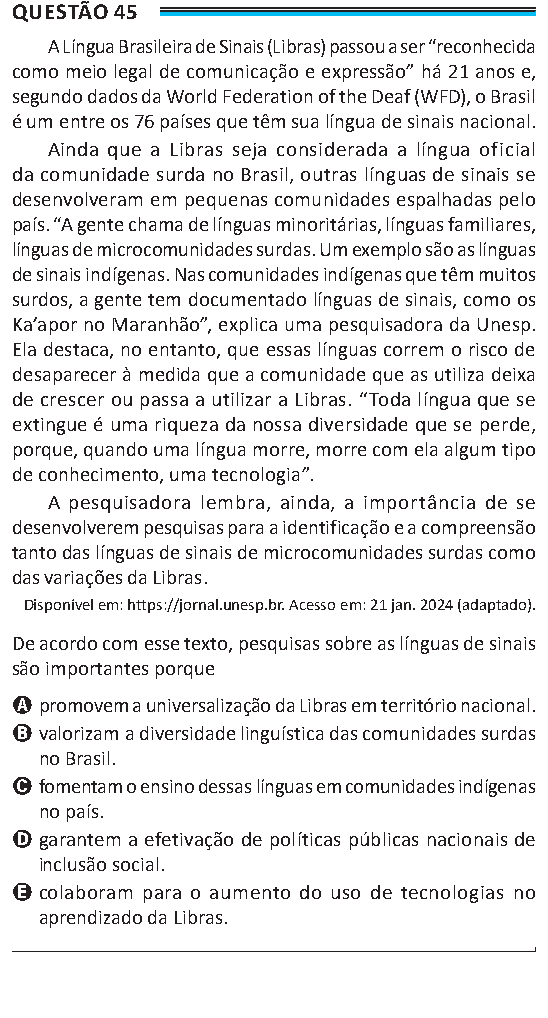 QUESTÃO 45
A Língua Brasileira de Sinais (Libras) passou a ser “reconhecida
como meio legal de comunicação e expressão” há 21 anos e,
segundo dados da World Federation of the Deaf (WFD), o Brasil
é um entre os 76 países que têm sua língua de sinais nacional.
Ainda que a Libras seja considerada a língua oficial
da comunidade surda no Brasil, outras línguas de sinais se
desenvolveram em pequenas comunidades espalhadas pelo
país. “A gente chama de línguas minoritárias, línguas familiares,
línguas de microcomunidades surdas. Um exemplo são as línguas
de sinais indígenas. Nas comunidades indígenas que têm muitos
surdos, a gente tem documentado línguas de sinais, como os
Ka’apor no Maranhão”, explica uma pesquisadora da Unesp.
Ela destaca, no entanto, que essas línguas correm o risco de
desaparecer à medida que a comunidade que as utiliza deixa
de crescer ou passa a utilizar a Libras. “Toda língua que se
extingue é uma riqueza da nossa diversidade que se perde,
porque, quando uma língua morre, morre com ela algum tipo
de conhecimento, uma tecnologia”.
A pesquisadora lembra, ainda, a importância de se
desenvolverem pesquisas para a identificação e a compreensão
tanto das línguas de sinais de microcomunidades surdas como
das variações da Libras.
Disponível em: https://jornal.unesp.br. Acesso em: 21 jan. 2024 (adaptado).
De acordo com esse texto, pesquisas sobre as línguas de sinais
são importantes porque
A promovem a universalização da Libras em território nacional.
B valorizam a diversidade linguística das comunidades surdas
no Brasil.
C fomentam o ensino dessas línguas em comunidades indígenas
no país.
D garantem a efetivação de políticas públicas nacionais de
inclusão social.
E colaboram para o aumento do uso de tecnologias no
aprendizado da Libras.